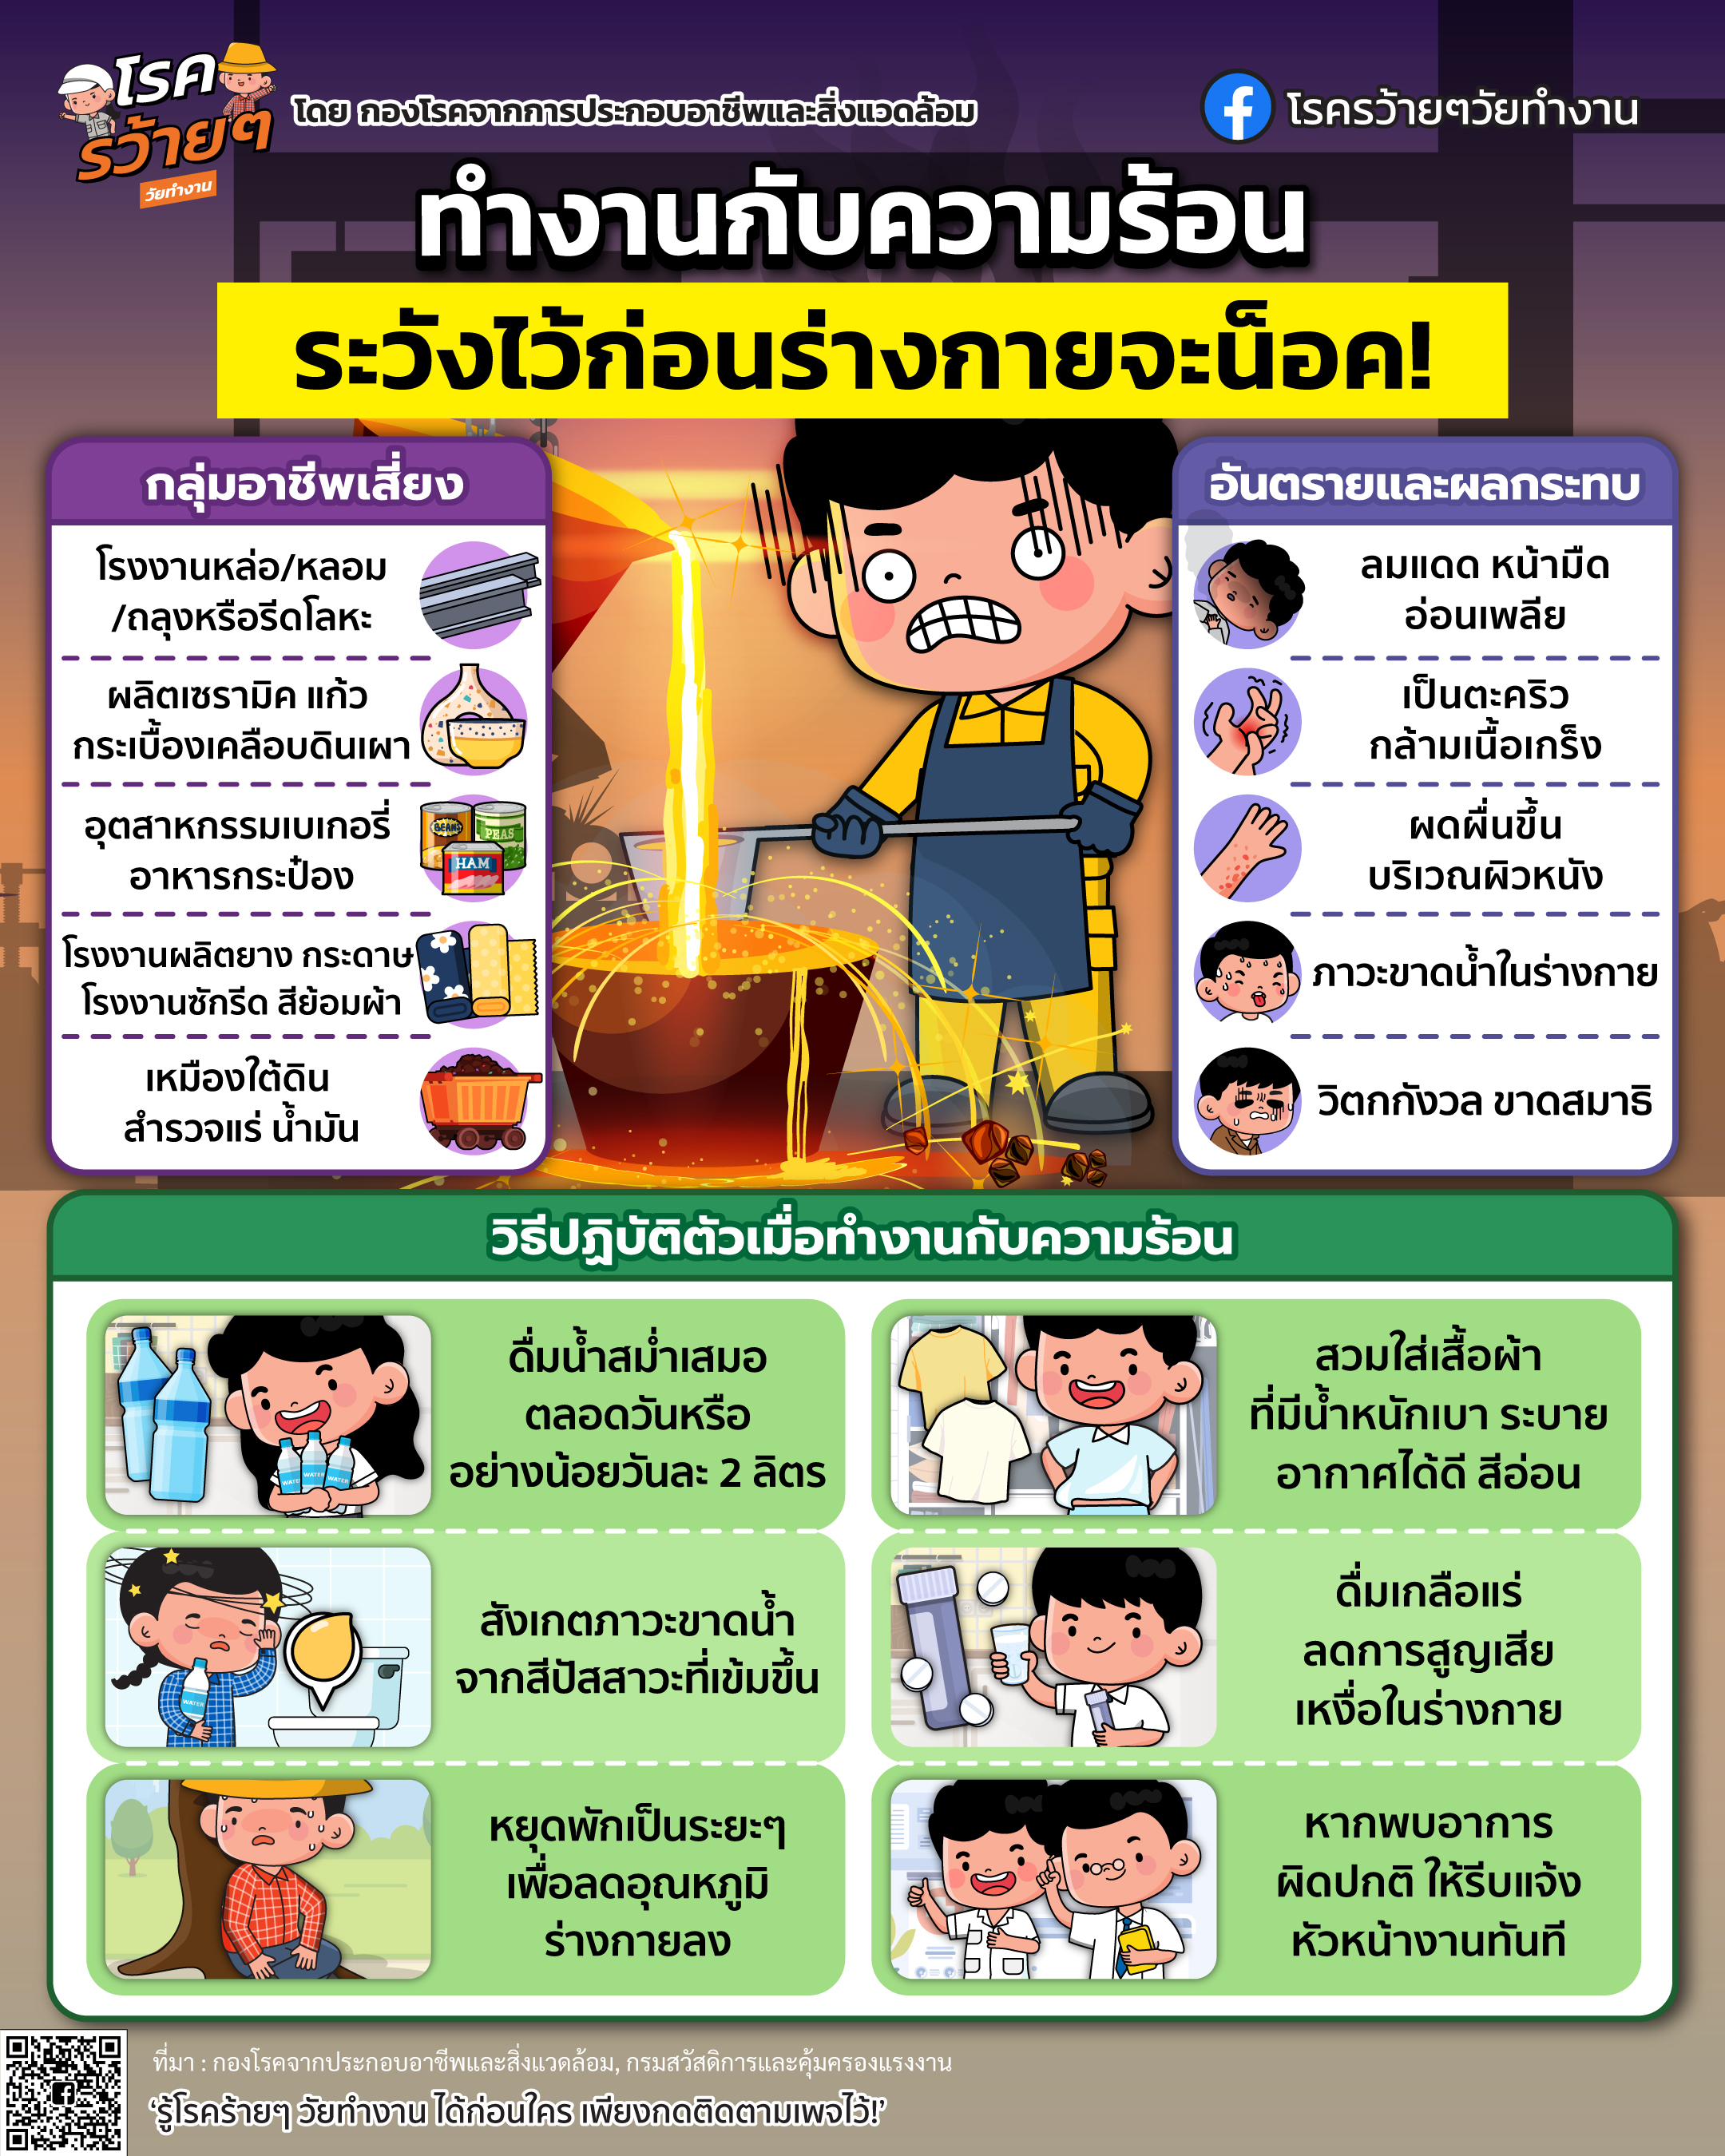 โรค
รว้ายๆ
วัยทำงาน
โดย กองโรคจากการประกอบอาชีพและสิ่งแวดล้อม
โรครว้ายๆวัยทำงาน
ทำงานกับความร้อน
ระวังไว้ก่อนร่างกายจะน็อค!
กลุ่มอาชีพเสี่ยง
โรงงานหล่อ/หลอม
/ถลุงหรือรีดโลหะ
ผลิตเซรามิค แก้ว
กระเบื้องเคลือบดินเผา
อุตสาหกรรมเบเกอรี่
อาหารกระป๋อง
BEANS
PEAS
HAM
โรงงานผลิตยาง กระดาษ
โรงงานซักรีด สีย้อมผ้า
เหมืองใต้ดิน
สำรวจแร่ น้ำมัน
อันตรายและผลกระทบ
ลมแดด หน้ามืด
อ่อนเพลีย
เป็นตะคริว
กล้ามเนื้อเกร็ง
ผดผื่นขึ้น
บริเวณผิวหนัง
ภาวะขาดน้ำในร่างกาย
วิตกกังวล ขาดสมาธิ
วิธีปฏิบัติตัวเมื่อทำงานกับความร้อน
ดื่มน้ำสม่ำเสมอ
ตลอดวันหรือ
อย่างน้อยวันละ 2 ลิตร
WATER
WATER
WATER
สวมใส่เสื้อผ้า
ที่มีน้ำหนักเบา ระบาย
อากาศได้ดี สีอ่อน
สังเกตภาวะขาดน้ำ
จากสีปัสสาวะที่เข้มขึ้น
WATER
ดื่มเกลือแร่
ลดการสูญเสีย
เหงื่อในร่างกาย
หยุดพักเป็นระยะๆ
เพื่อลดอุณหภูมิ
ร่างกายลง
หากพบอาการ
ผิดปกติ ให้รีบแจ้ง
หัวหน้างานทันที
ที่มา : กองโรคจากประกอบอาชีพและสิ่งแวดล้อม, กรมสวัสดิการและคุ้มครองแรงงาน
‘รู้โรคร้ายๆ วัยทำงาน ได้ก่อนใคร เพียงกดติดตามเพจไว้!’